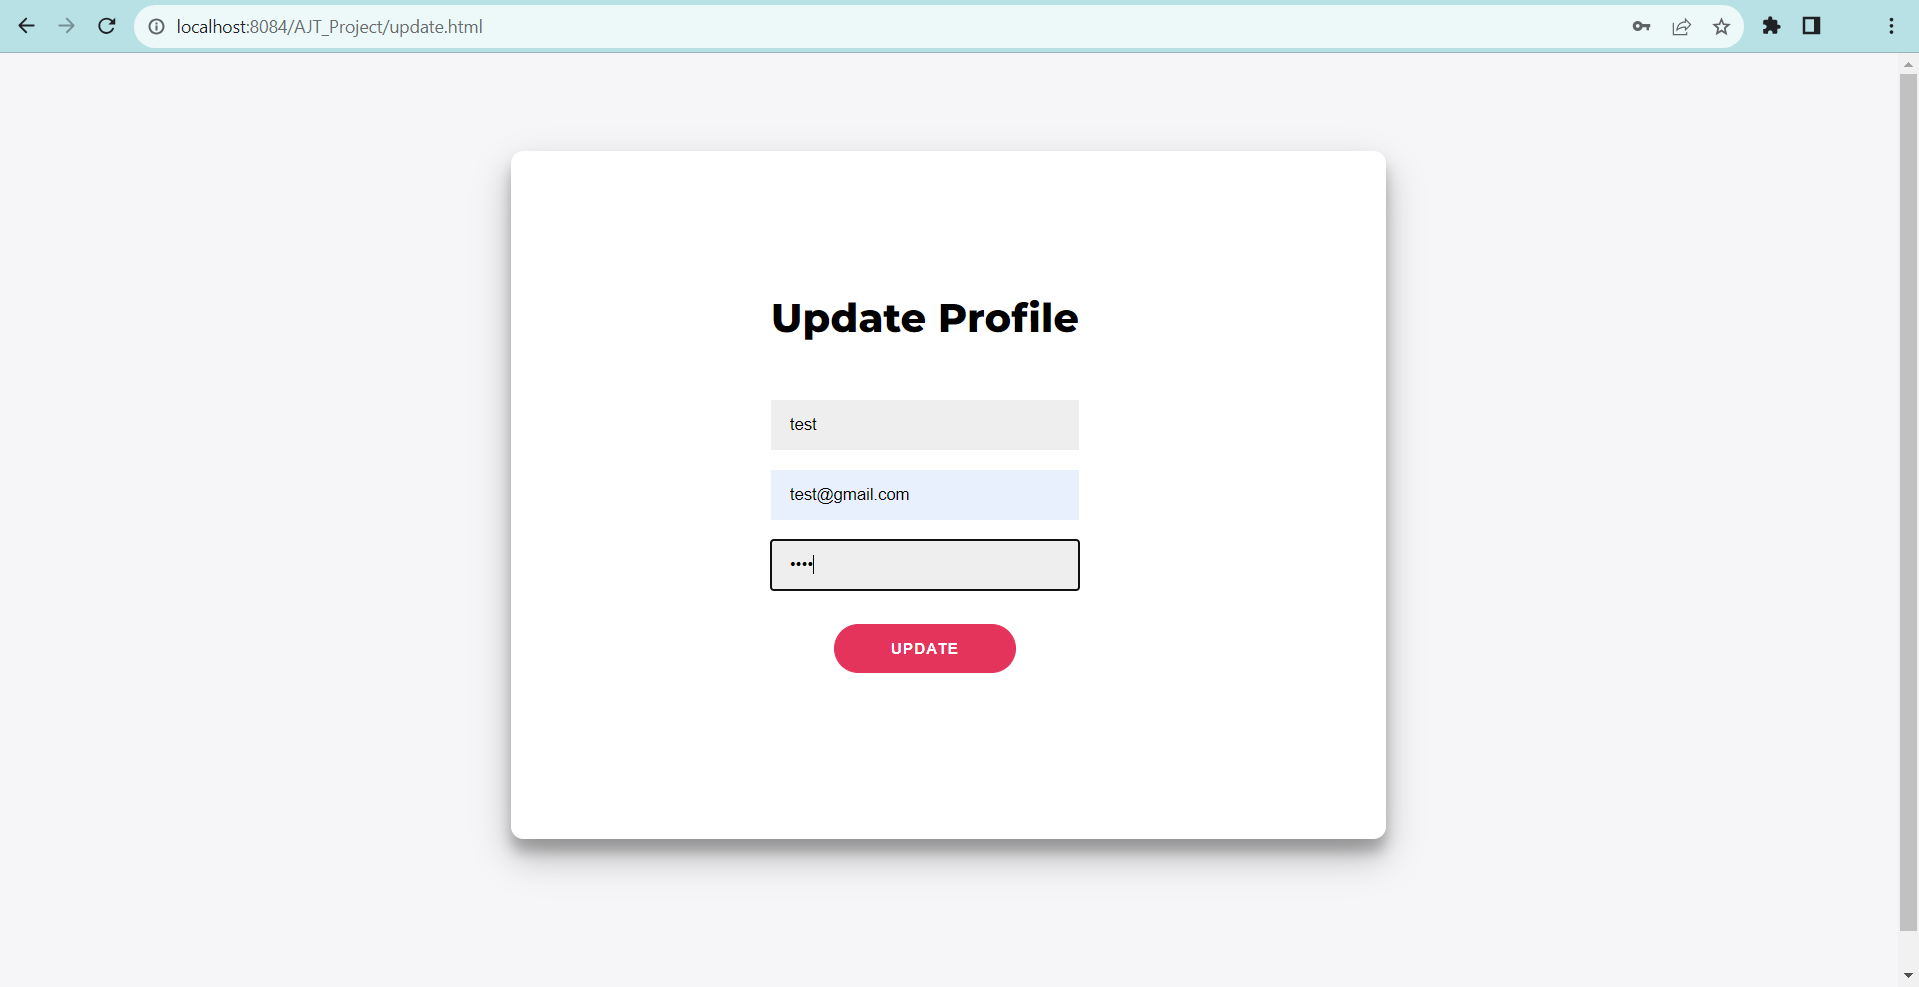 localhost:8084/AJT_Project/update.html
Update Profile
test
test@gmail.com
••••
UPDATE